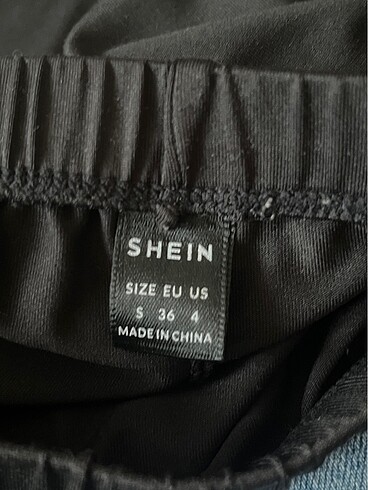 SHEIN
SIZE EU US
S 36 4
MADE IN CHINA